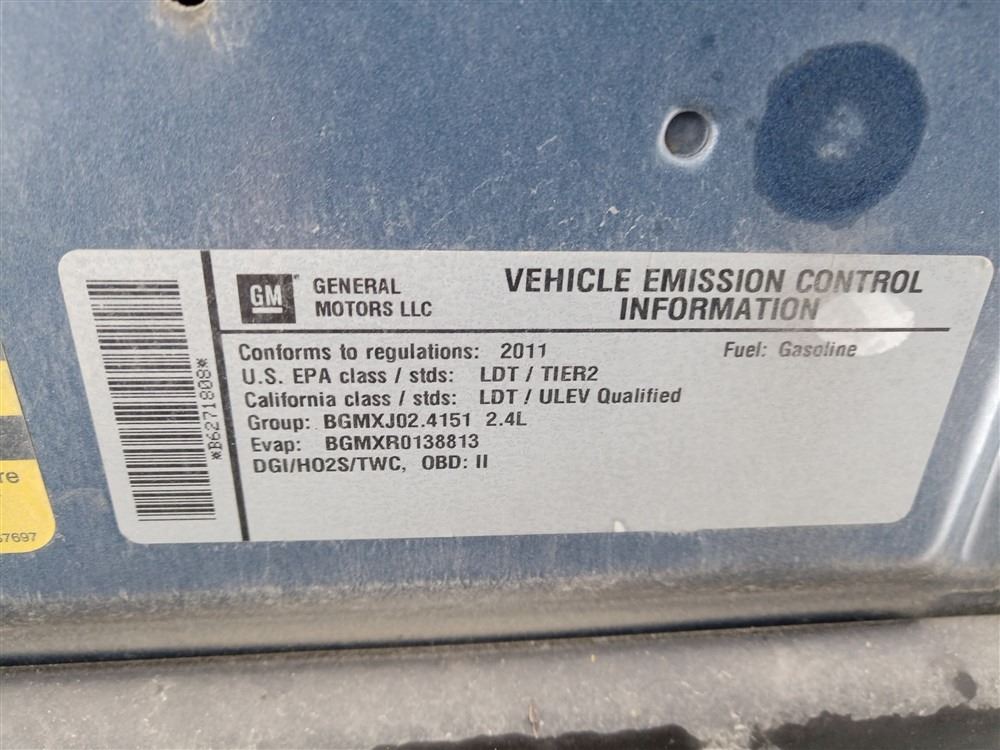 GM
GENERAL
MOTORS LLC
VEHICLE EMISSION CONTROL
INFORMATION
Conforms to regulations: 2011
Fuel: Gasoline
U.S. EPA class / stds: LDT / TIER2
California class / stds: LDT / ULEV Qualified
Group: BGMXJ02.4151 2.4L
Evap: BGMXR0138813
DGI/HO2S/TWC, OBD: II
*B6271808*
re
7697